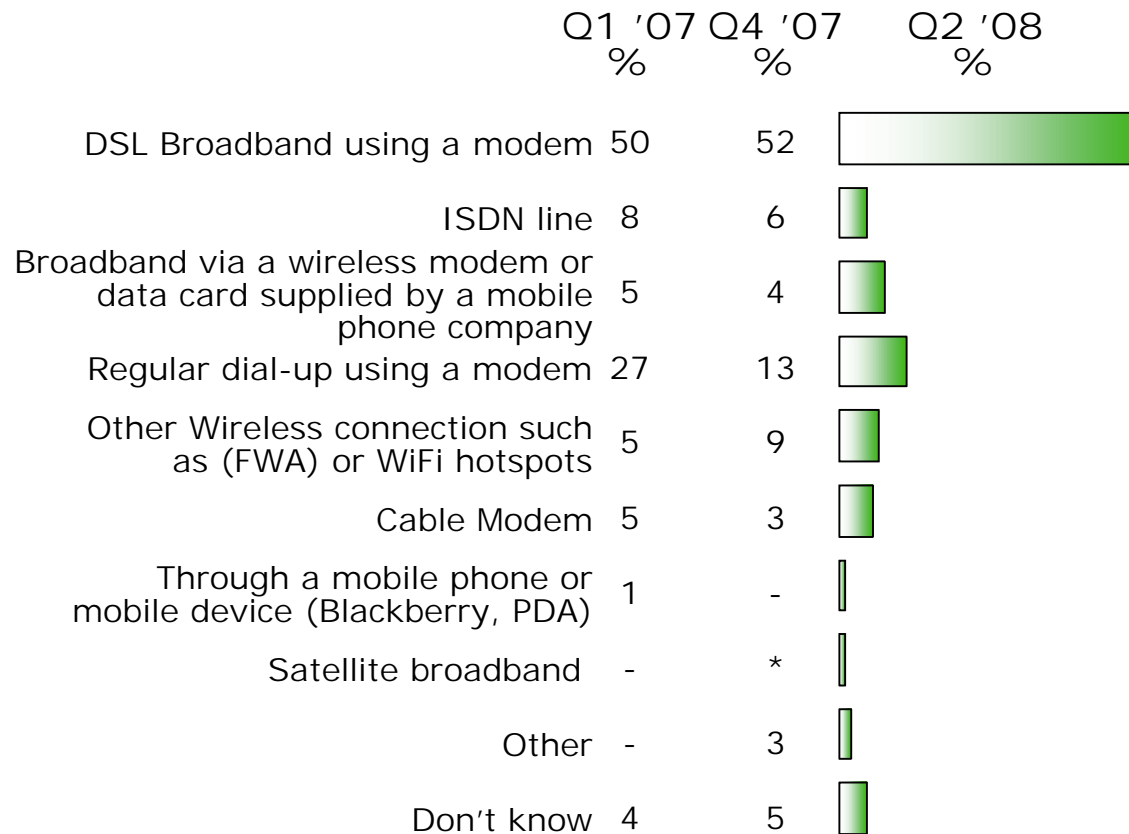 Q1 '07 Q4 '07 Q2 '08
% % %
DSL Broadband using a modem 50 52
ISDN line 8 6
Broadband via a wireless modem or
data card supplied by a mobile 5 4
phone company
Regular dial-up using a modem 27 13
Other Wireless connection such
as (FWA) or WiFi hotspots 5 9
Cable Modem 5 3
Through a mobile phone or
mobile device (Blackberry, PDA) 1 -
Satellite broadband - *
Other - 3
Don't know 4 5